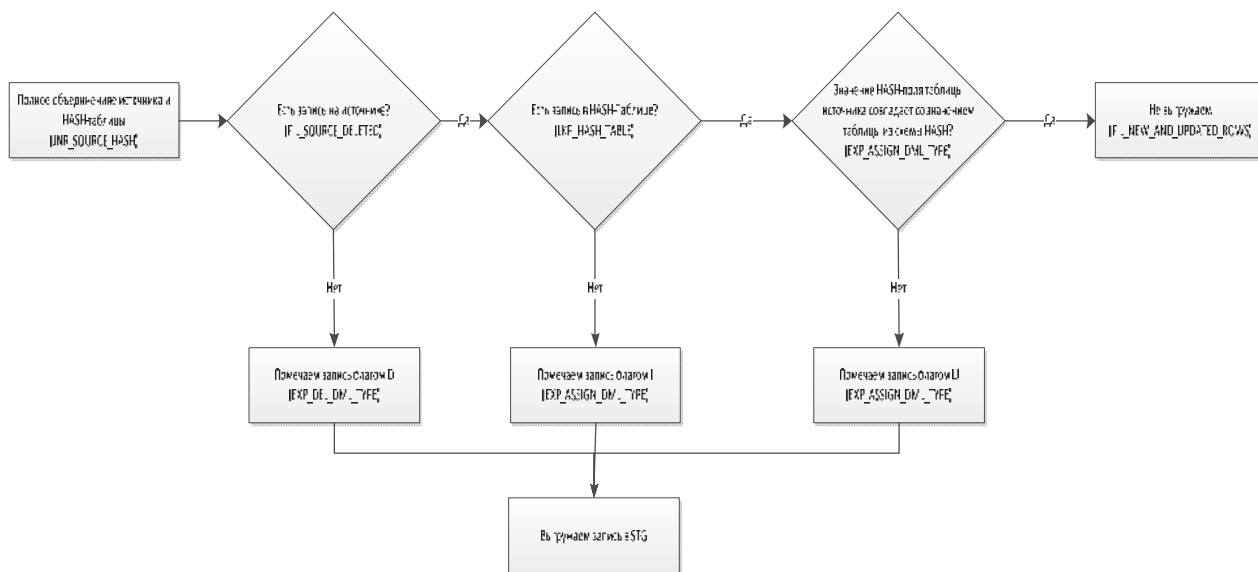 Полное объединение источника и
HASH-таблицы
[JNR_SOURCE_HASH]
Есть запись на источнике?
[FIL_SOURCE_DELETED]
Да
Есть запись в HASH-Таблице?
[LKP_HASH_TABLE]
Да
Значение HASH-поля таблицы
источника совпадает со значением
таблицы из схемы HASH?
[EXP_ASSIGN_DML_TYPE]
Да
Не выгружаем
[FIL_NEW_AND_UPDATED_ROWS]
Нет
Нет
Нет
Помечаем запись флагом D
[EXP_DEL_DML_TYPE]
Помечаем запись флагом I
[EXP_ASSIGN_DML_TYPE]
Помечаем запись флагом U
[EXP_ASSIGN_DML_TYPE]
Выгружаем запись в STG